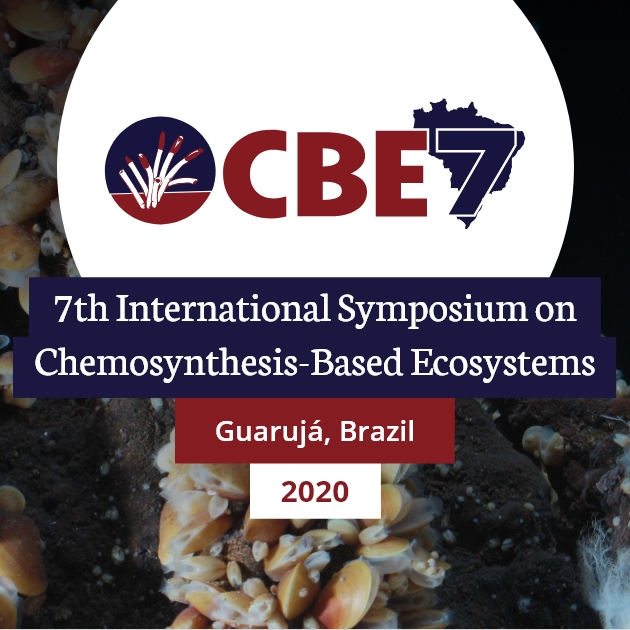 CBE7
7th International Symposium on
Chemosynthesis-Based Ecosystems
Guarujá, Brazil
2020